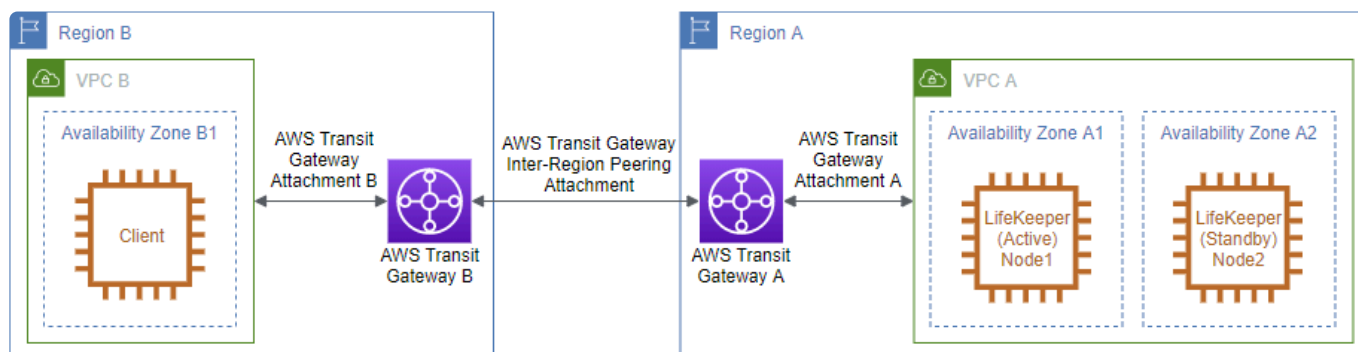 Region B
VPC B
Availability Zone B1
Client
AWS Transit
Gateway
Attachment B
AWS Transit
Gateway B
AWS Transit Gateway
Inter-Region Peering
Attachment
Region A
AWS Transit
Gateway A
AWS Transit
Gateway
Attachment A
VPC A
Availability Zone A1
LifeKeeper
(Active)
Node1
Availability Zone A2
LifeKeeper
(Standby)
Node2